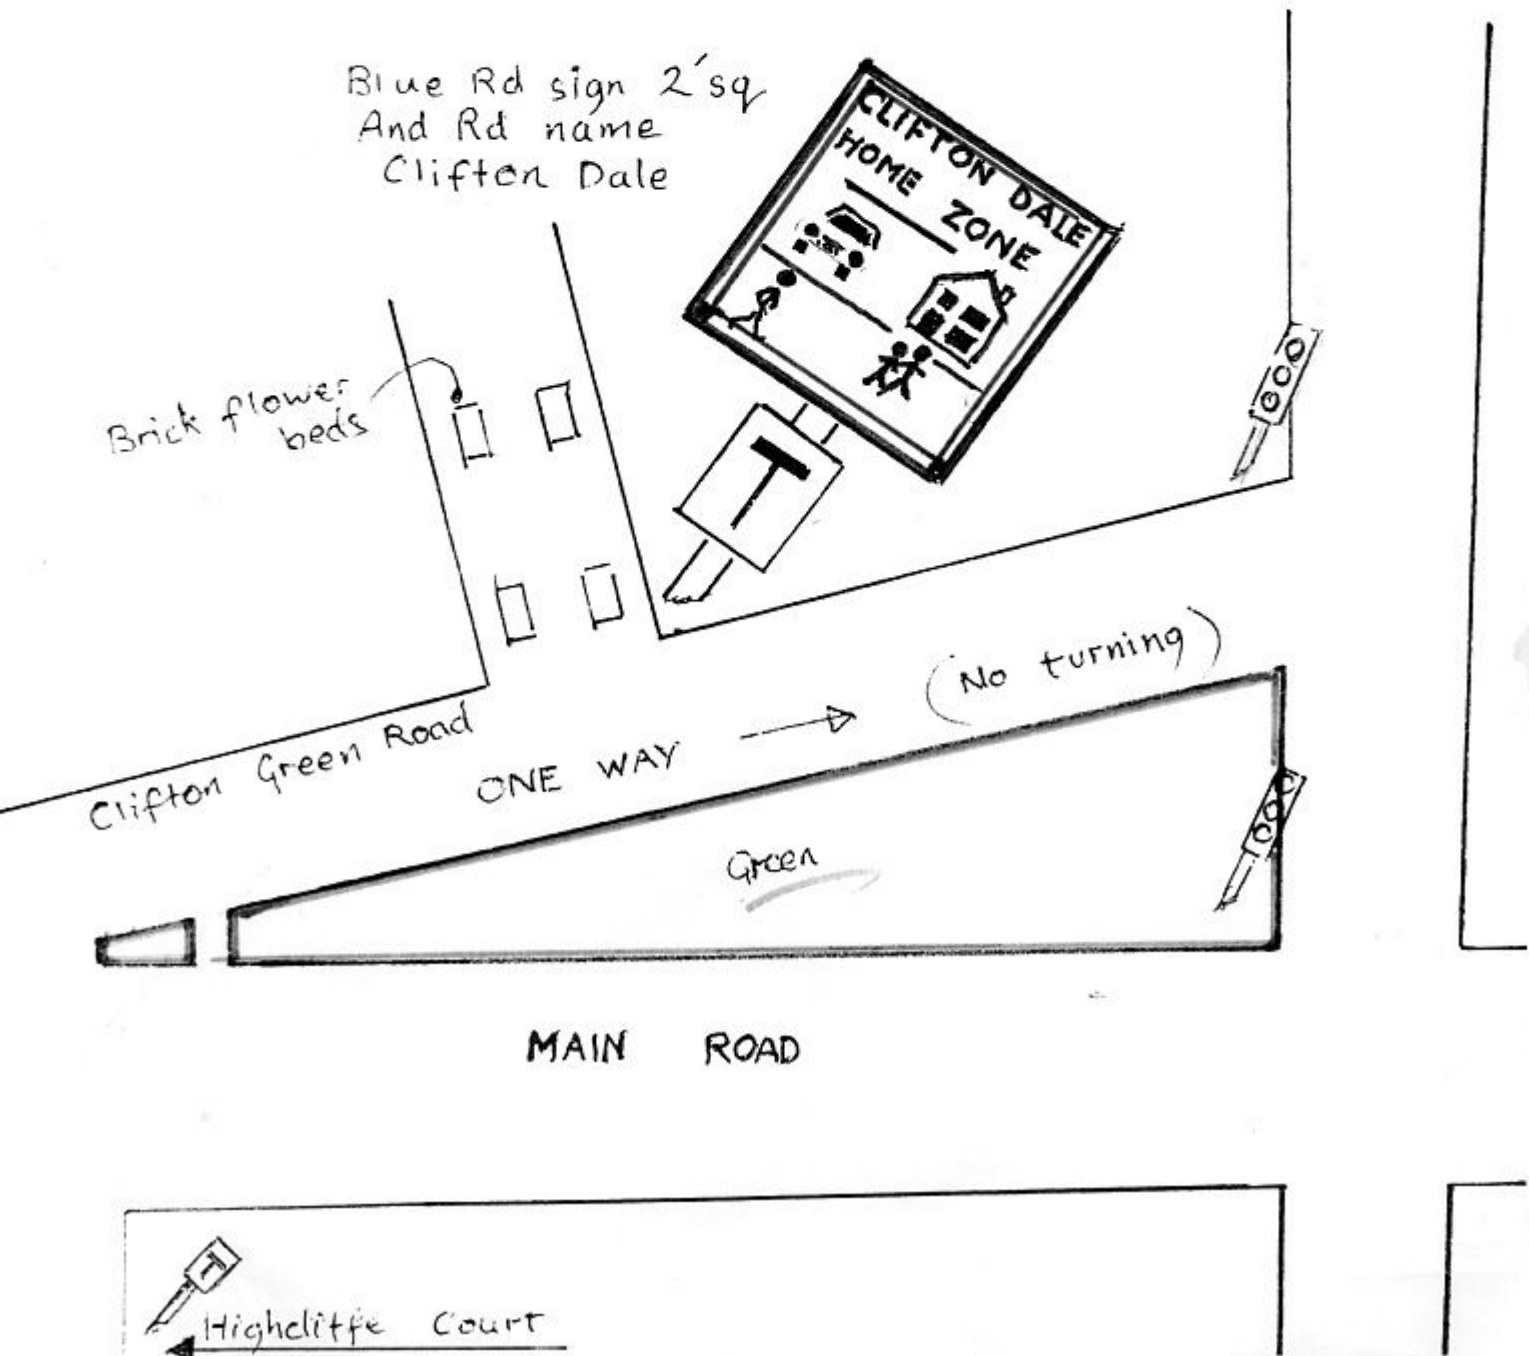 Blue Rd sign 2'sq
And Rd name
Clifton Dale
CLIFTON DALE
HOME ZONE
Brick flower
beds
(No turning)
Clifton Green Road
ONE WAY
Green
MAIN ROAD
Highcliffe Court